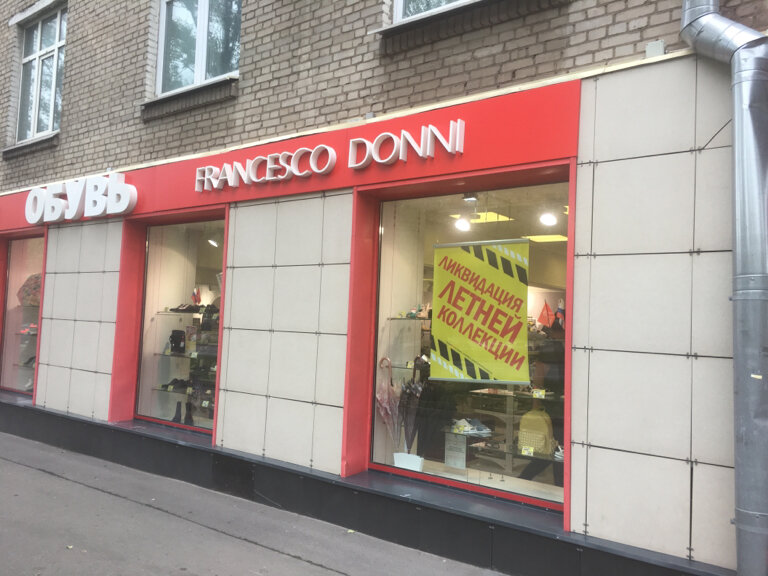 ОБУВЬ
FRANCESCO DONNI
ЛИКВИДАЦИЯ
ЛЕТНЕЙ
КОЛЛЕКЦИИ